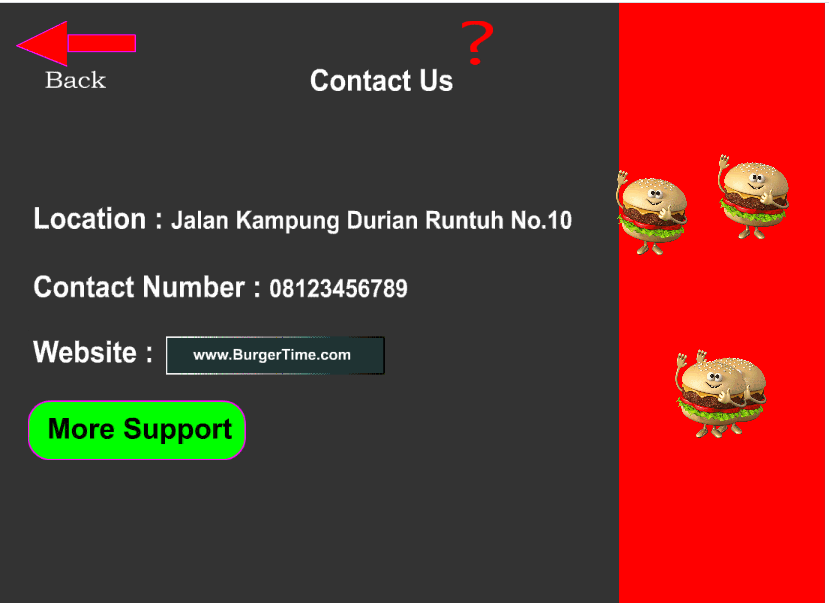 ?
Back
Contact Us
Location : Jalan Kampung Durian Runtuh No.10
Contact Number : 08123456789
Website : www.BurgerTime.com
More Support